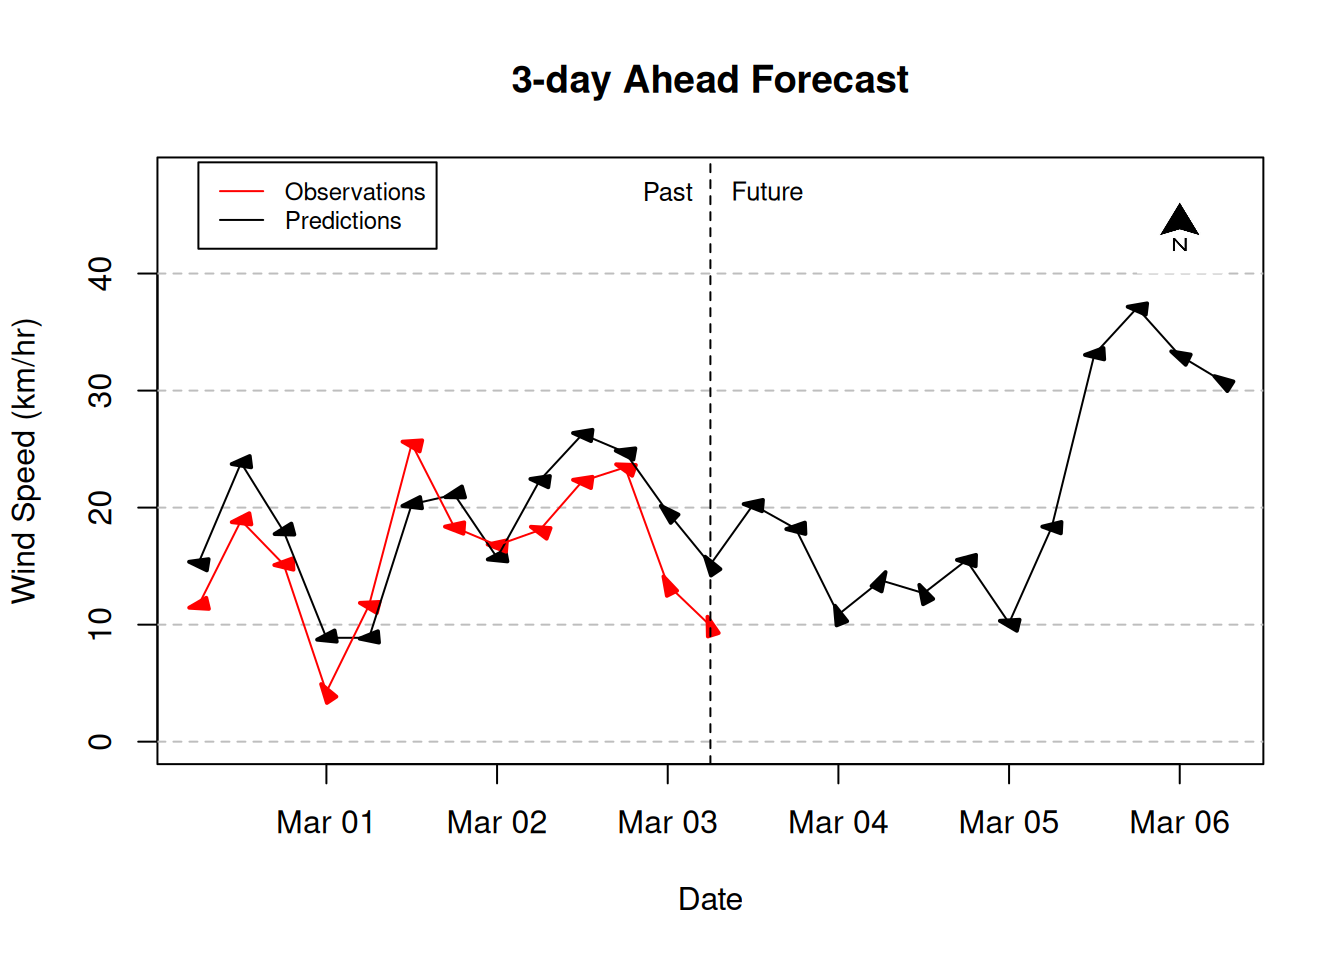 3-day Ahead Forecast
Observations
Predictions
Past
Future
N
Wind Speed (km/hr)
40
30
20
10
0
Mar 01
Mar 02
Mar 03
Mar 04
Mar 05
Mar 06
Date